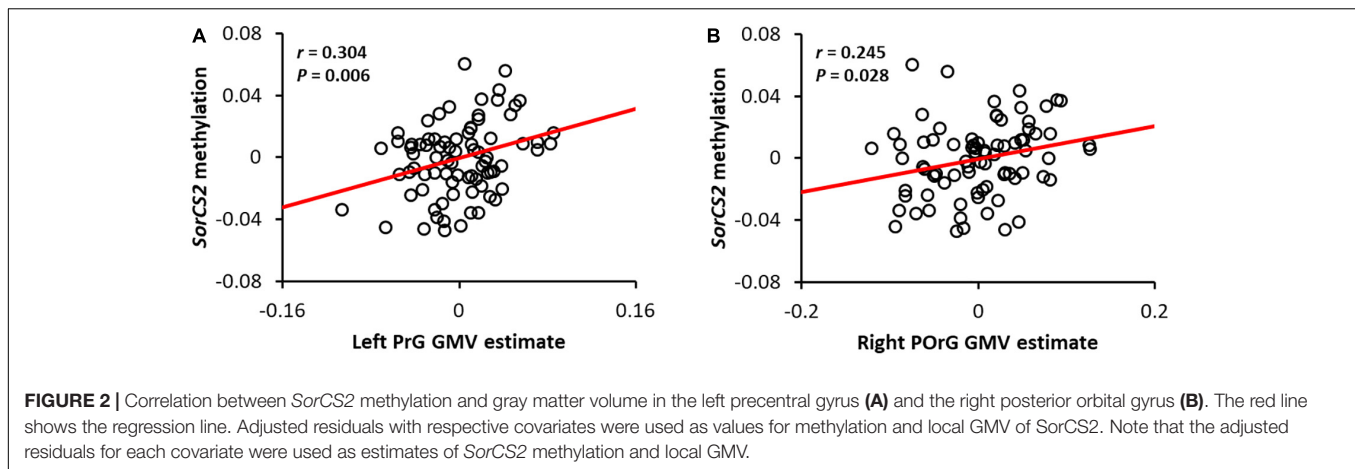 A
r = 0.304
P = 0.006
SorCS2 methylation
0.08
0.04
0
-0.04
-0.08
-0.16
0
0.16
Left PrG GMV estimate
B
r = 0.245
P = 0.028
SorCS2 methylation
0.08
0.04
0
-0.04
-0.08
-0.2
0
0.2
Right POrG GMV estimate
FIGURE 2 | Correlation between SorCS2 methylation and gray matter volume in the left precentral gyrus (A) and the right posterior orbital gyrus (B). The red line
shows the regression line. Adjusted residuals with respective covariates were used as values for methylation and local GMV of SorCS2. Note that the adjusted
residuals for each covariate were used as estimates of SorCS2 methylation and local GMV.